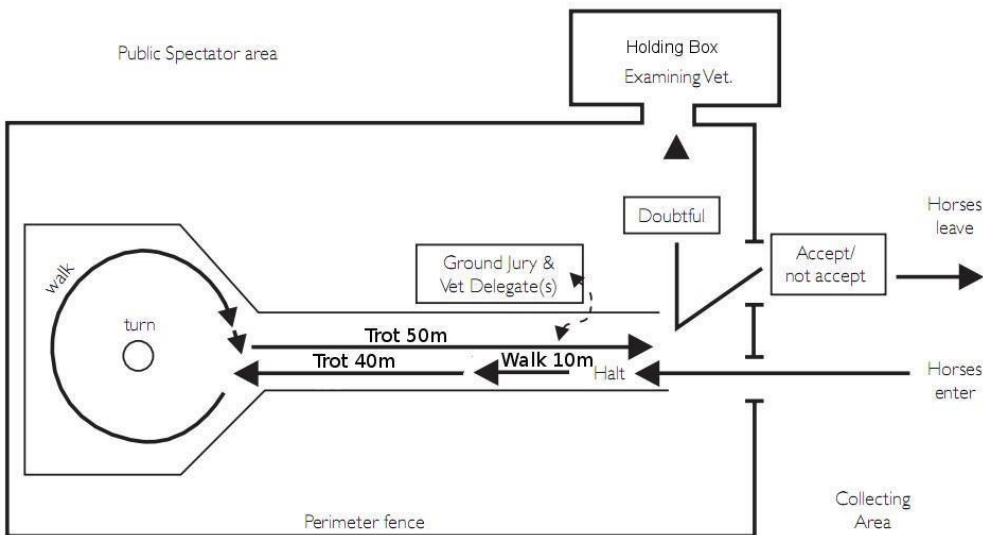 Public Spectator area
Holding Box
Examining Vet.
Doubtful
Horses
leave
Accept/
not accept
Ground Jury &
Vet Delegate(s)
walk
turn
Trot 50m
Trot 40m
Walk 10m
Halt
Horses
enter
Perimeter fence
Collecting
Area